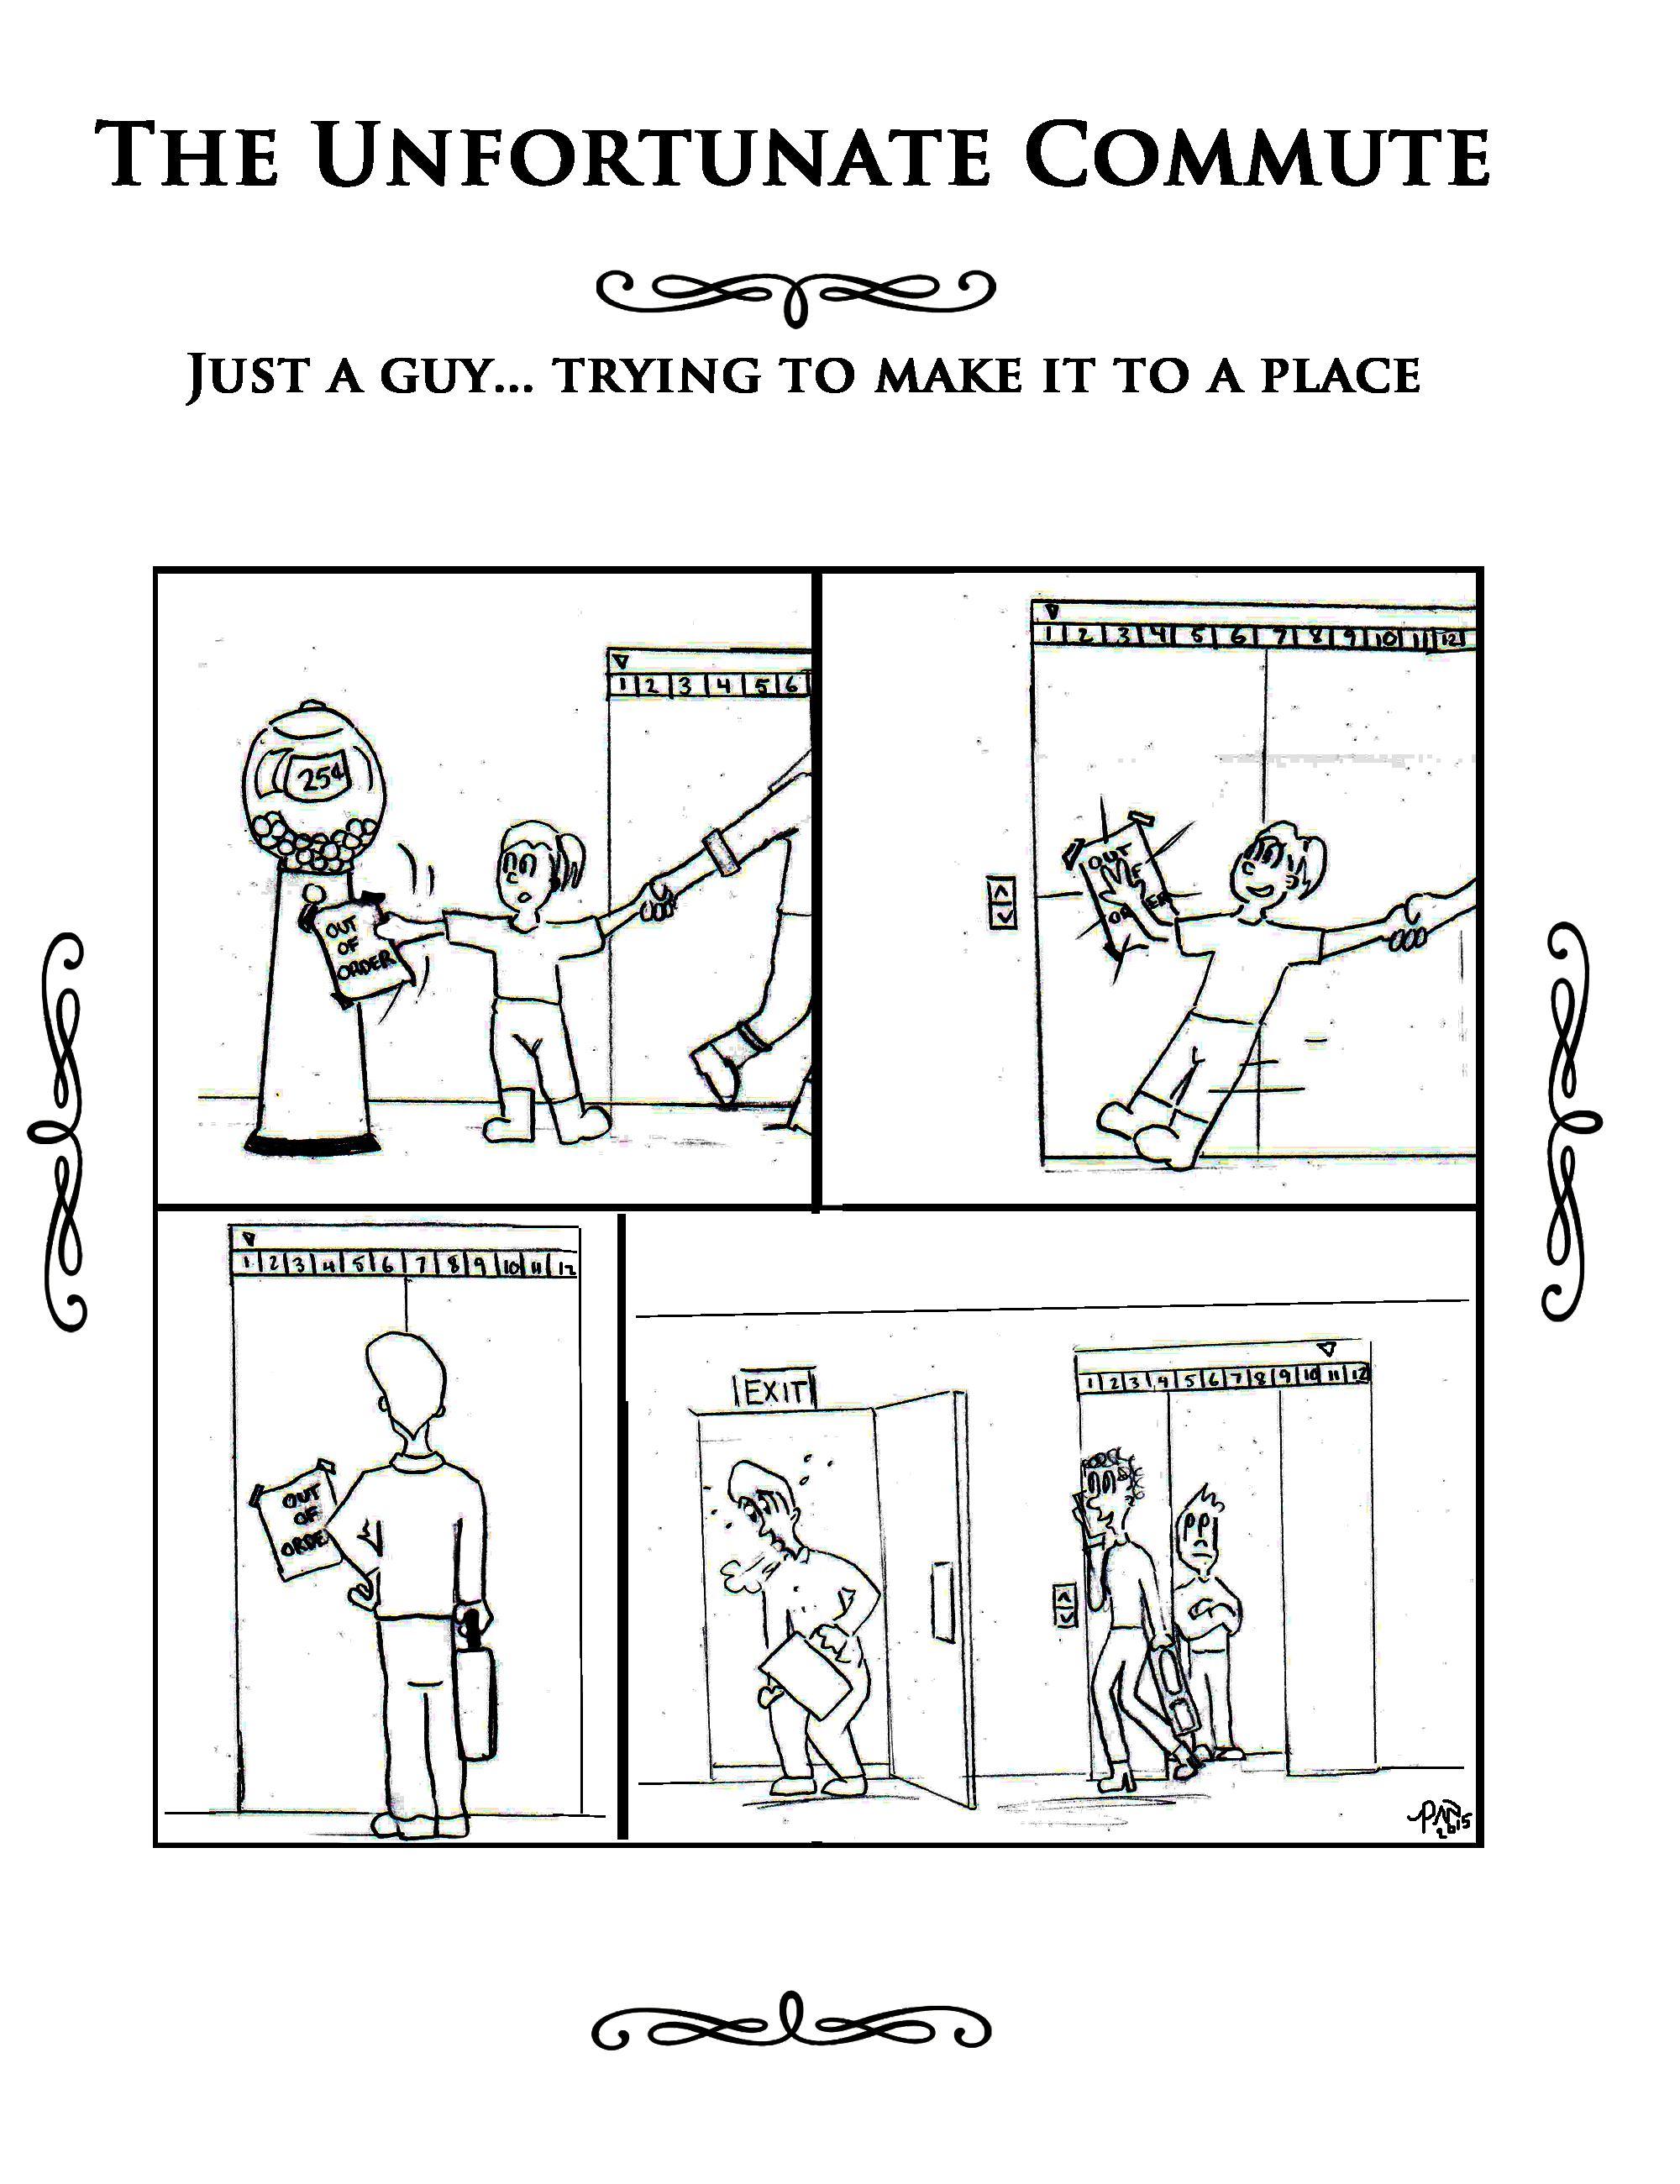 THE UNFORTUNATE COMMUTE
JUST A GUY... TRYING TO MAKE IT TO A PLACE
1 2 3 4 5 6
25¢
OUT
OF
ORDER
1 2 3 4 5 6 7 8 9 10 11 12
OUT
1 2 3 4 5 6 7 8 9 10 11 12
OUT
OF
ORDE
EXIT
1 2 3 4 5 6 7 8 9 10 11 12
2015